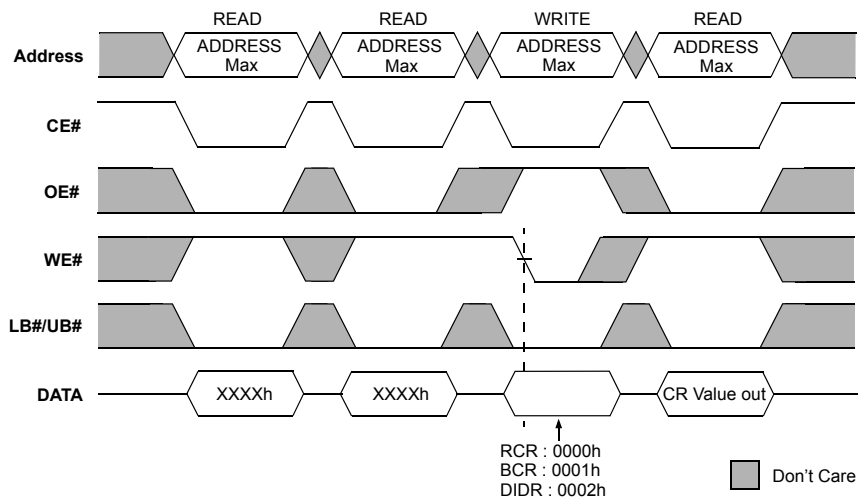 READ READ WRITE READ
Address ADDRESS Max ADDRESS Max ADDRESS Max ADDRESS Max
CE#
OE#
WE#
LB#/UB#
DATA XXXXh XXXXh CR Value out
RCR : 0000h
BCR : 0001h
DIDR : 0002h
Don't Care